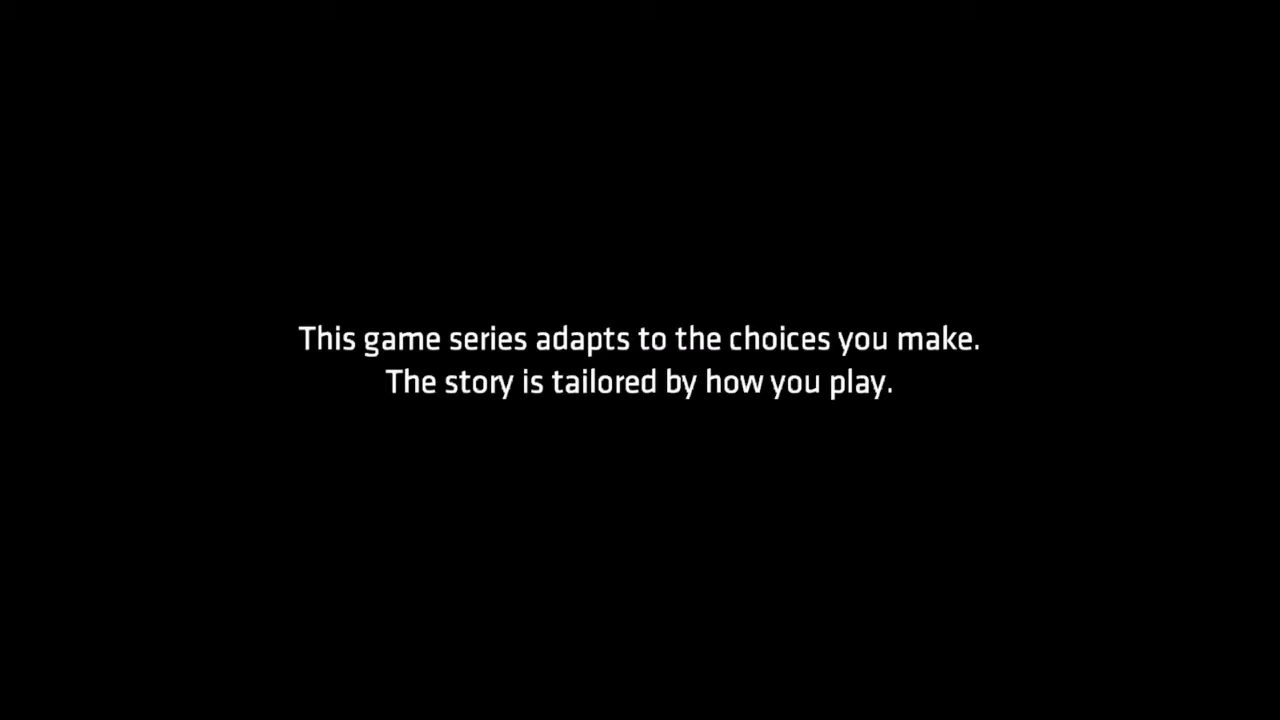 This game series adapts to the choices you make.
The story is tailored by how you play.